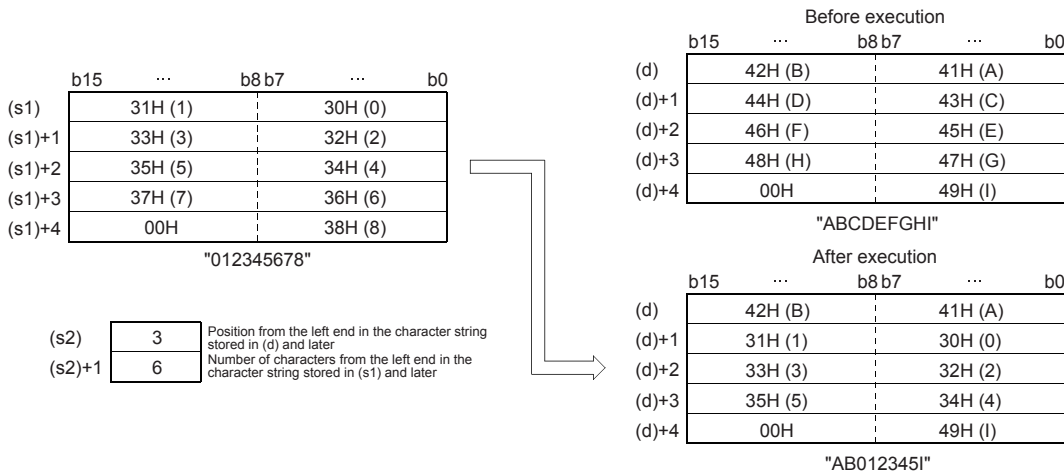 b15 ... b8 b7 ... b0
(s1) 31H (1) 30H (0)
(s1)+1 33H (3) 32H (2)
(s1)+2 35H (5) 34H (4)
(s1)+3 37H (7) 36H (6)
(s1)+4 00H 38H (8)
"012345678"
(s2) 3 Position from the left end in the character string
stored in (d) and later
(s2)+1 6 Number of characters from the left end in the
character string stored in (s1) and later
Before execution
b15 ... b8 b7 ... b0
(d) 42H (B) 41H (A)
(d)+1 44H (D) 43H (C)
(d)+2 46H (F) 45H (E)
(d)+3 48H (H) 47H (G)
(d)+4 00H 49H (I)
"ABCDEFGHI"
After execution
b15 ... b8 b7 ... b0
(d) 42H (B) 41H (A)
(d)+1 31H (1) 30H (0)
(d)+2 33H (3) 32H (2)
(d)+3 35H (5) 34H (4)
(d)+4 00H 49H (I)
"AB012345I"